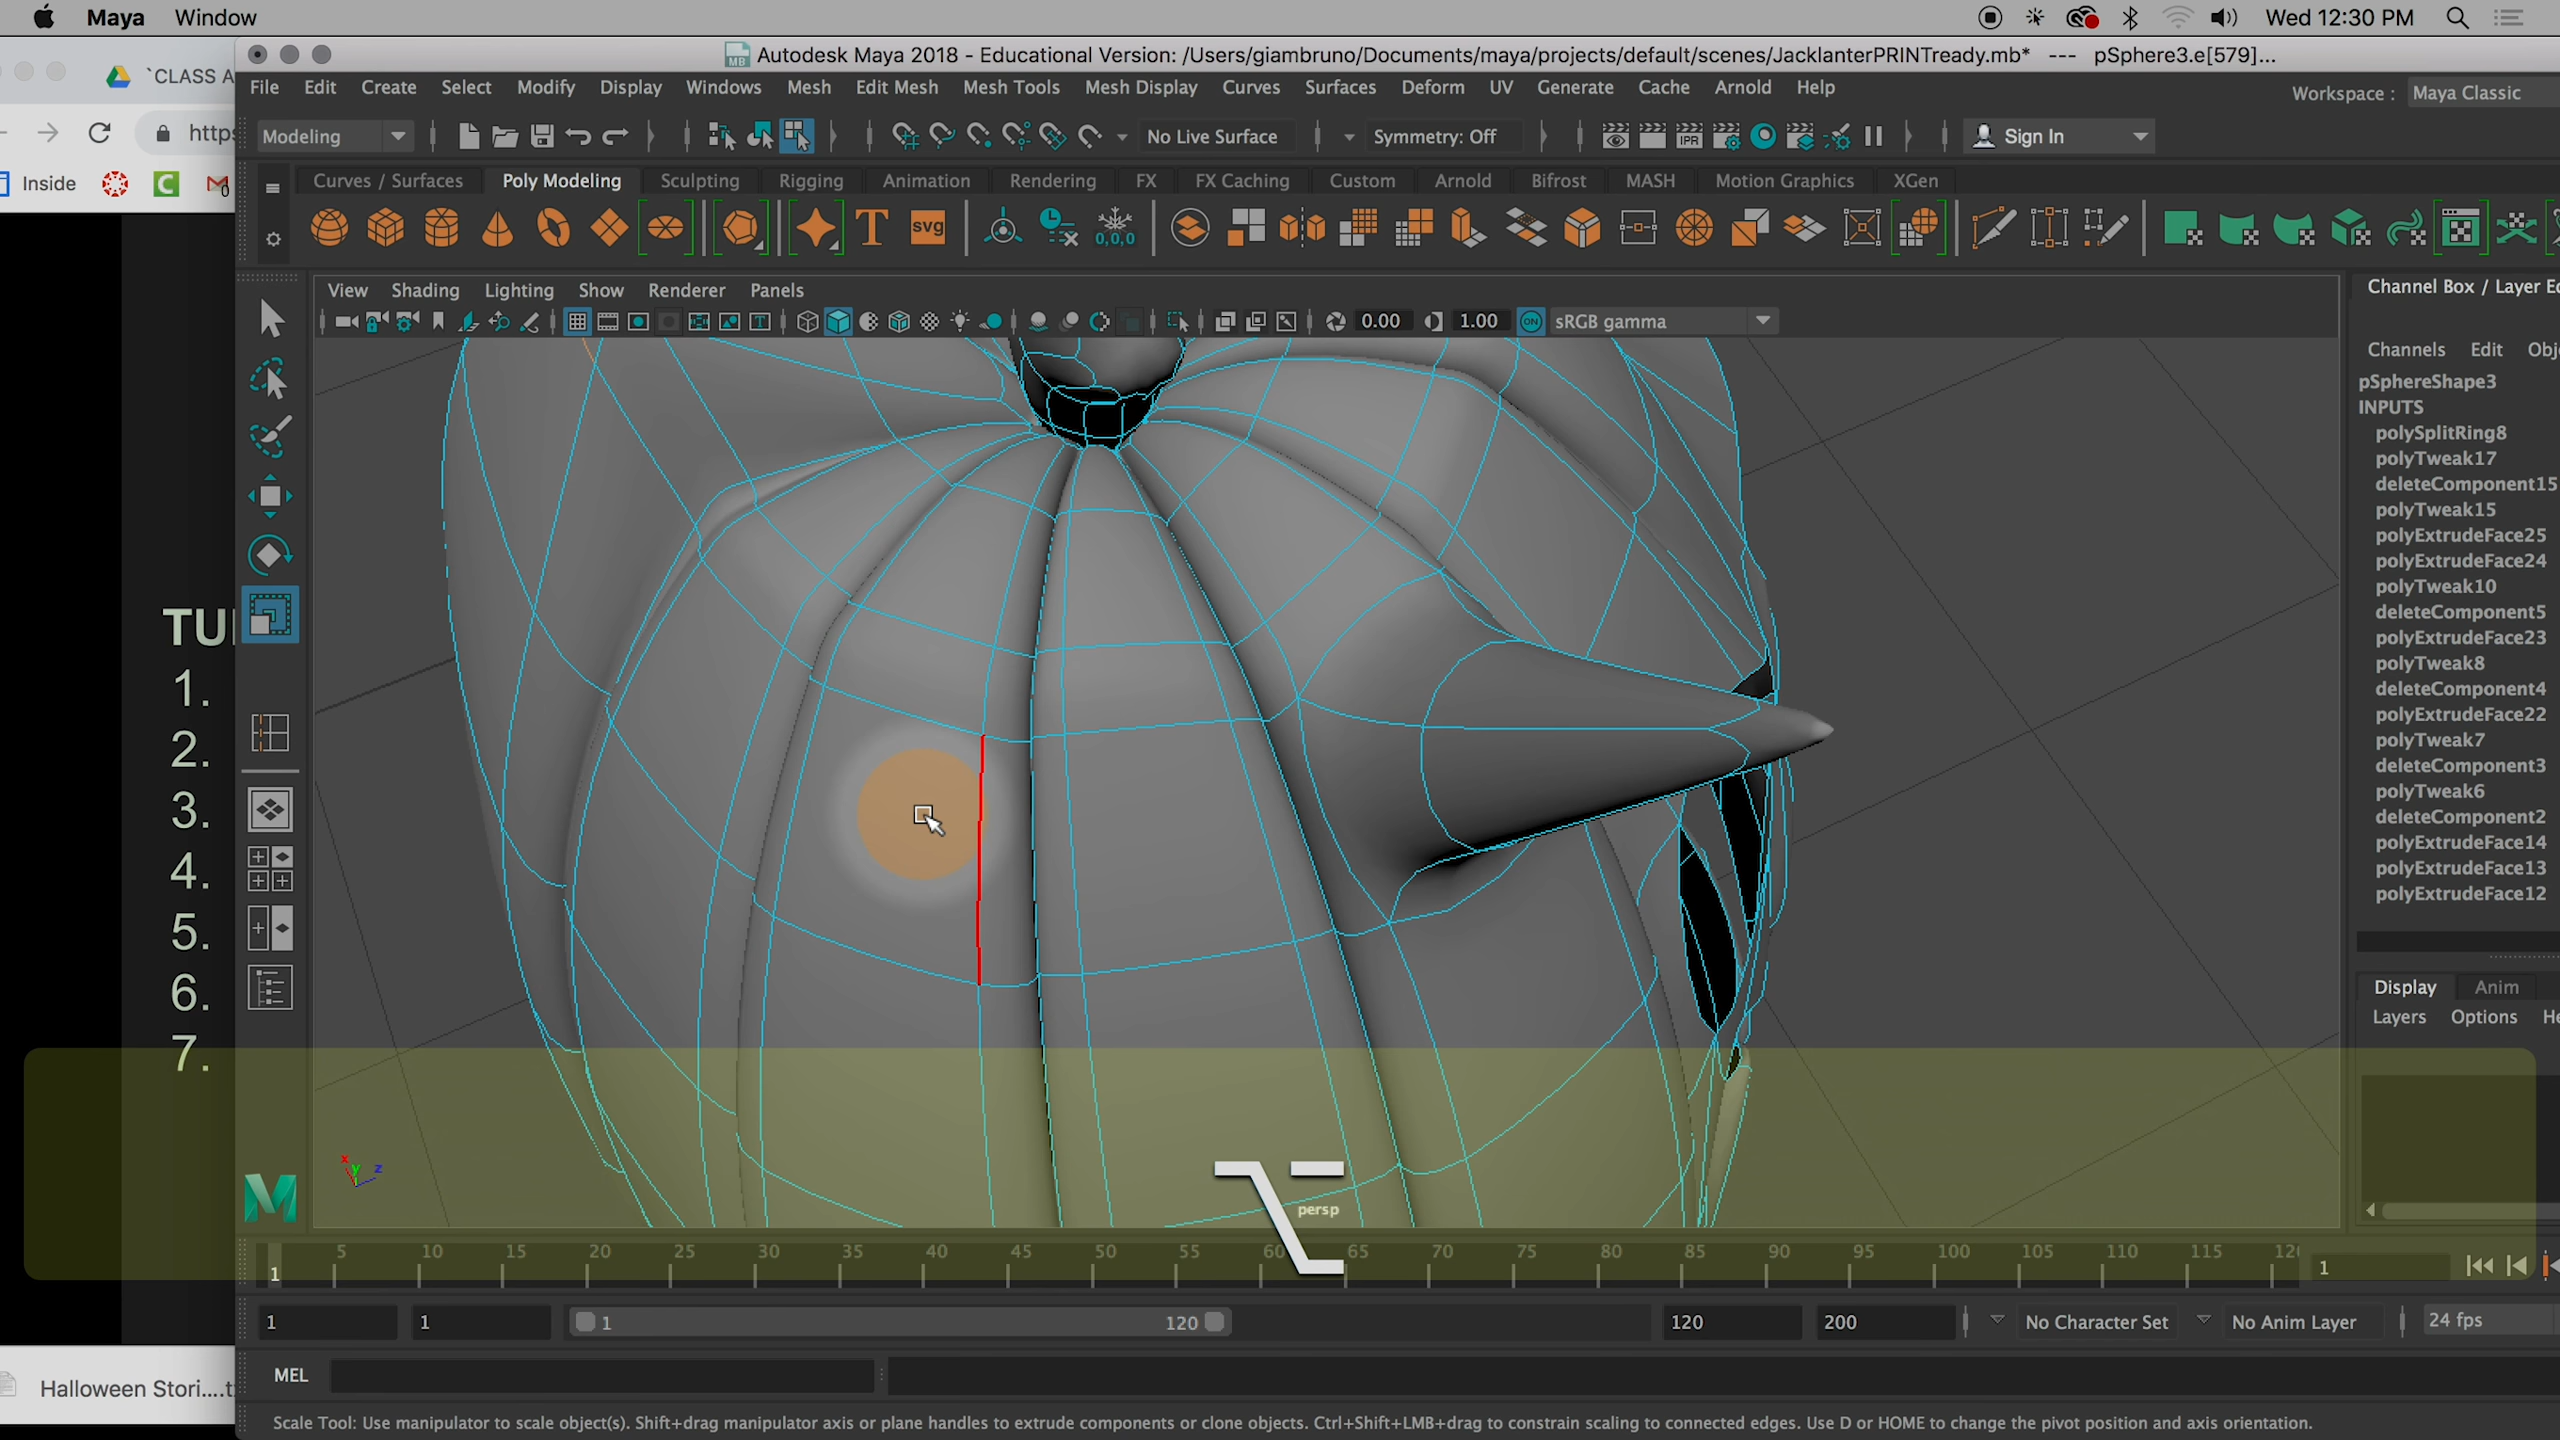 Maya Window Wed 12:30 PM
`CLASS A
Autodesk Maya 2018 - Educational Version: /Users/giambruno/Documents/maya/projects/default/scenes/JacklanterPRINTready.mb* --- pSphere3.e[579]...
File Edit Create Select Modify Display Windows Mesh Edit Mesh Mesh Tools Mesh Display Curves Surfaces Deform UV Generate Cache Arnold Help Workspace : Maya Classic
https
Modeling No Live Surface Symmetry: Off IPR Sign In
Inside
Curves / Surfaces Poly Modeling Sculpting Rigging Animation Rendering FX FX Caching Custom Arnold Bifrost MASH Motion Graphics XGen
T svg 0,0,0
View Shading Lighting Show Renderer Panels
0.00 1.00 ON sRGB gamma
Channel Box / Layer Ed
Channels Edit Obj
pSphereShape3
INPUTS
polySplitRing8
polyTweak17
deleteComponent15
polyTweak15
polyExtrudeFace25
polyExtrudeFace24
polyTweak10
deleteComponent5
polyExtrudeFace23
polyTweak8
deleteComponent4
polyExtrudeFace22
polyTweak7
deleteComponent3
polyTweak6
deleteComponent2
polyExtrudeFace14
polyExtrudeFace13
polyExtrudeFace12
Display Anim
Layers Options He
TU
1.
2.
3.
4.
5.
6.
7.
x y z
persp
5 10 15 20 25 30 35 40 45 50 55 60 65 70 75 80 85 90 95 100 105 110 115 12
1 1
1 1 1 120 120 200 No Character Set No Anim Layer 24 fps
MEL
Halloween Stori....t
Scale Tool: Use manipulator to scale object(s). Shift+drag manipulator axis or plane handles to extrude components or clone objects. Ctrl+Shift+LMB+drag to constrain scaling to connected edges. Use D or HOME to change the pivot position and axis orientation.